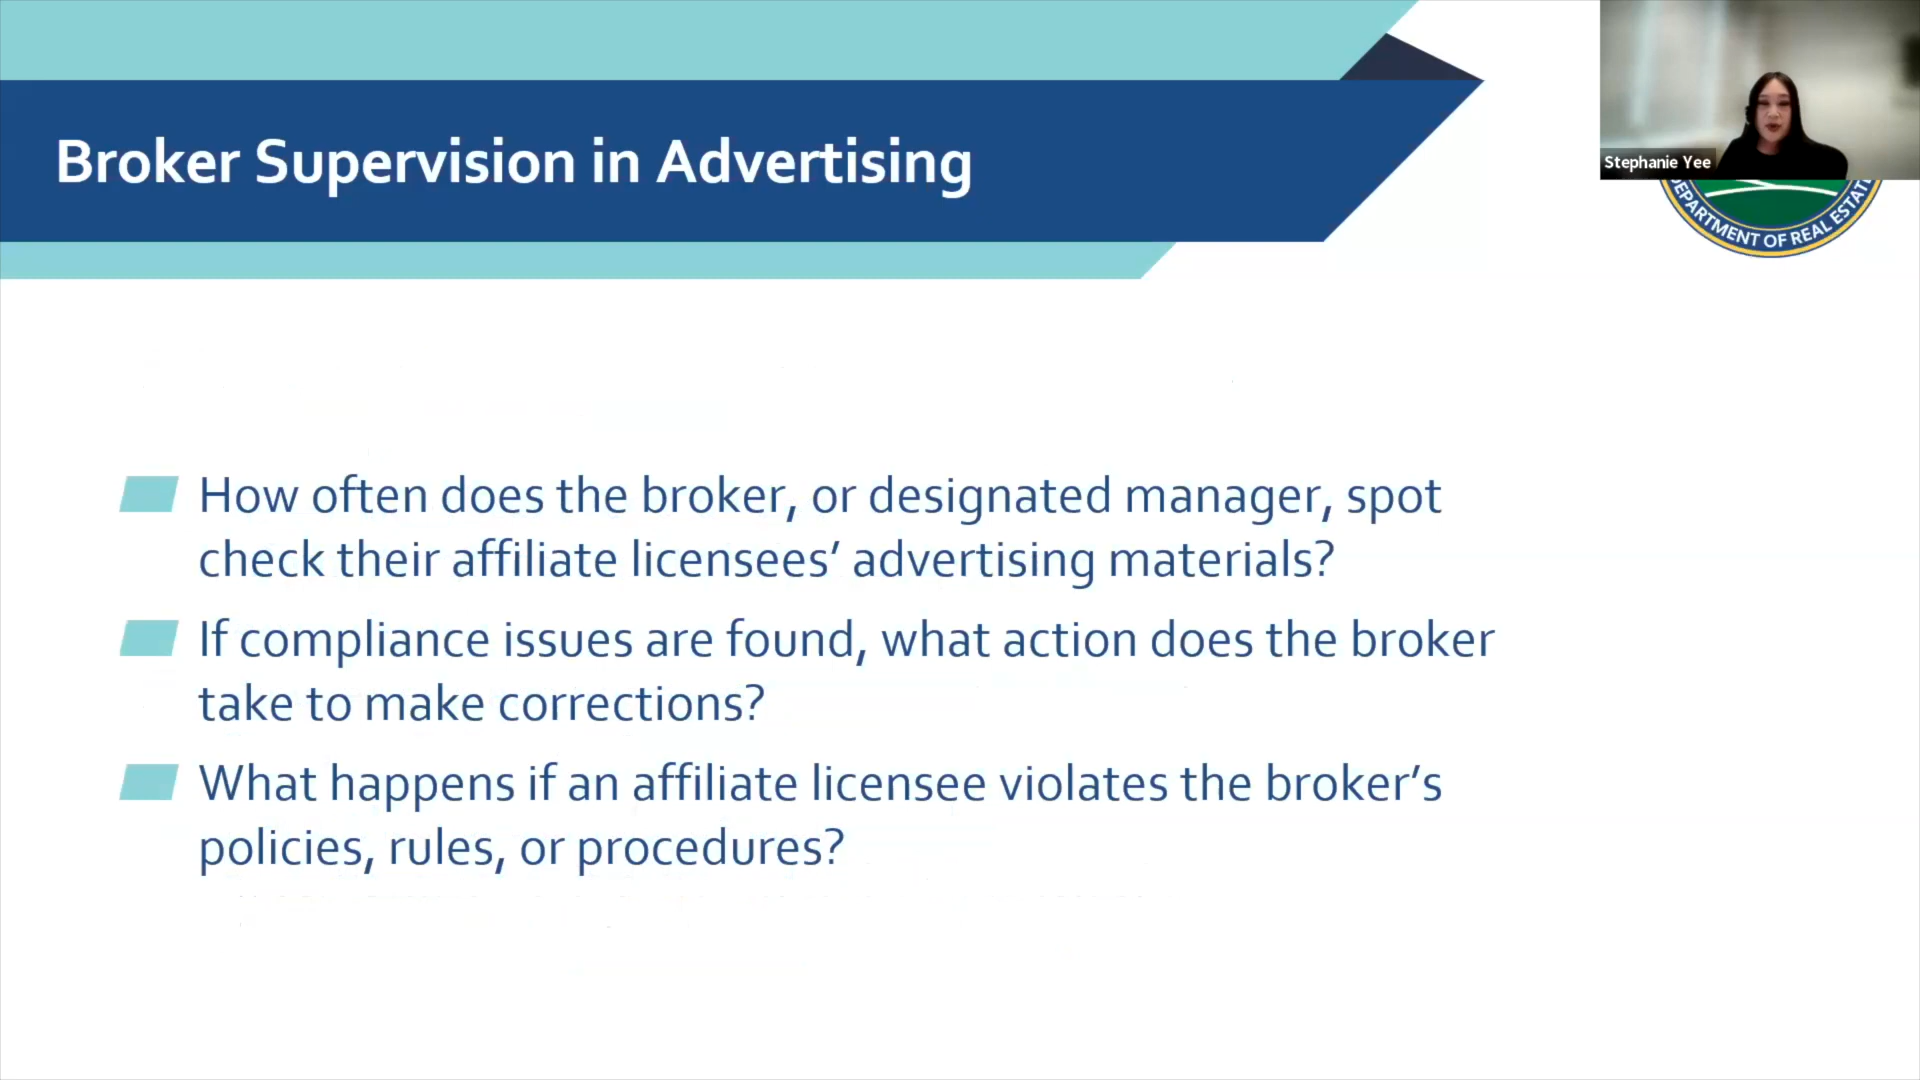 Broker Supervision in Advertising
Stephanie Yee
DEPARTMENT OF REAL ESTATE
How often does the broker, or designated manager, spot
check their affiliate licensees’ advertising materials?
If compliance issues are found, what action does the broker
take to make corrections?
What happens if an affiliate licensee violates the broker’s
policies, rules, or procedures?